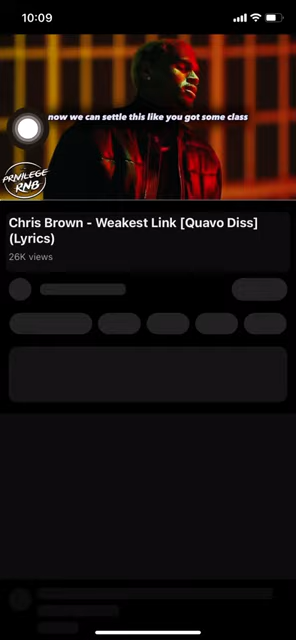 10:09
now we can settle this like you got some class
PRIVILEGE
RNB
Chris Brown - Weakest Link [Quavo Diss]
(Lyrics)
26K views